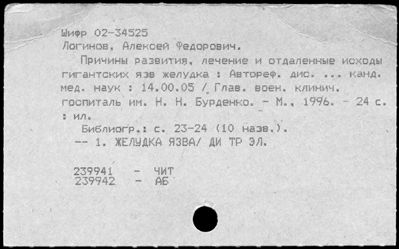 Шифр 02-34525
Логинов, Алексей Федорович.
Причины развития, лечение и отдаленные исходы
гигантских язв желудка : Автореф. дис. ... канд.
мед. наук : 14.00.05 / Глав. воен. клинич.
госпиталь им. Н. Н. Бурденко. - М., 1996. - 24 с.
: ил.
Библиогр.: с. 23-24 (10 назв.).
-- 1. ЖЕЛУДКА ЯЗВА/ ДИ ТР ЭЛ.
239941 - ЧИТ
239942 - АБ